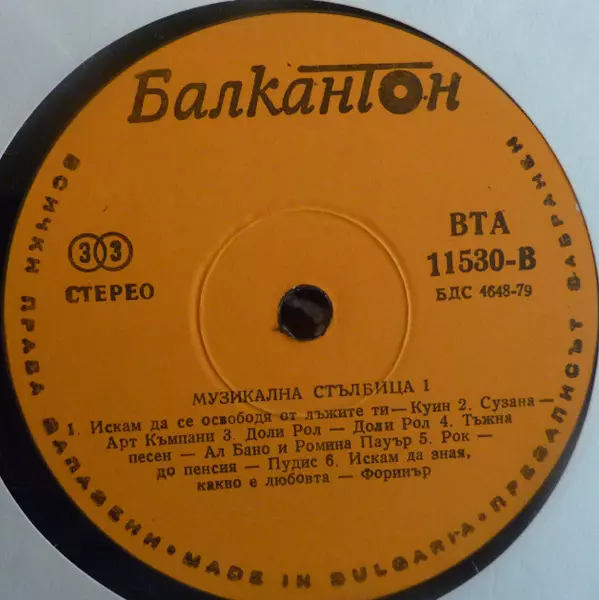 Балкантон
33
СТЕРЕО
ВТА
11530-В
БДС 4648-79
МУЗИКАЛНА СТЪЛБИЦА 1
1. Искам да се освободя от лъжите ти — Куин 2. Сузана —
Арт Къмпани 3. Доли Рол — Доли Рол 4. Тъжна
песен — Ал Бано и Ромина Пауър 5. Рок —
до пенсия — Пудис 6. Искам да зная,
какво е любовта — Форинър
ВСИЧКИ ПРАВА ЗАПАЗЕНИ • MADE IN BULGARIA • ПРЕЗАПИСЪТ ЗАБРАНЕН